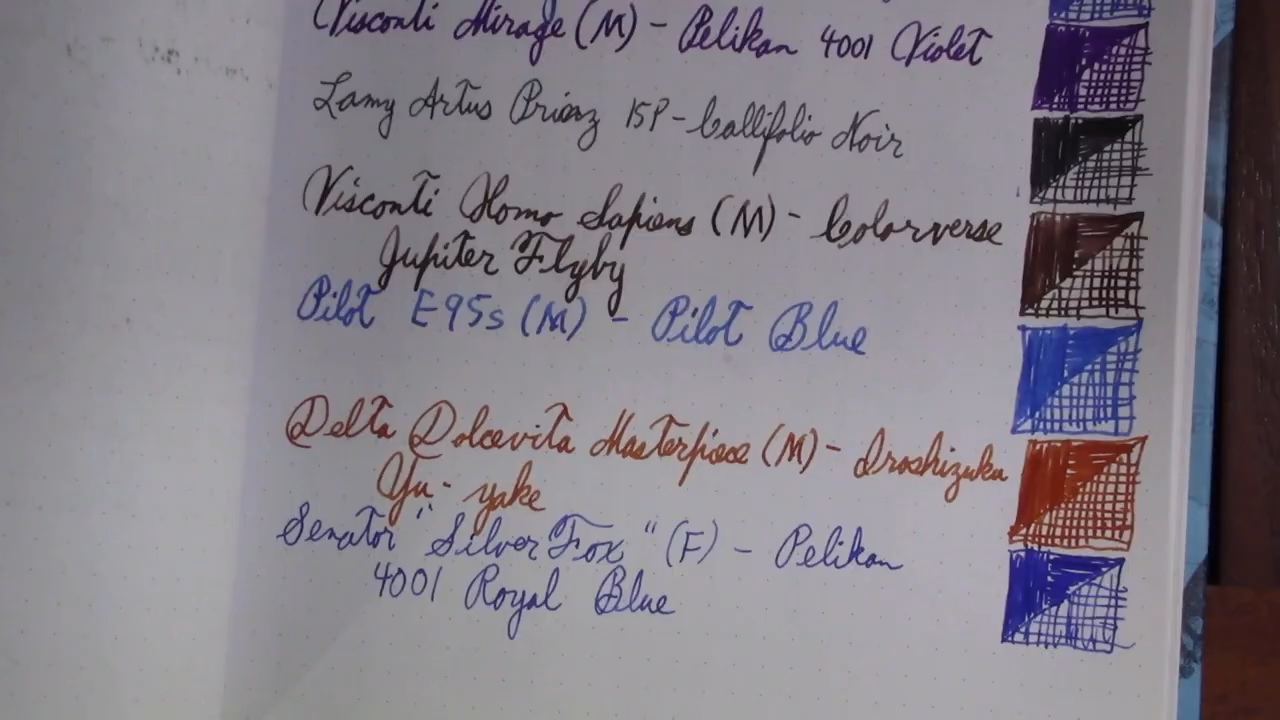 Visconti Mirage (M) - Pelikan 4001 Violet
Lamy Artus Prienz 15P - Callifolio Noir
Visconti Homo Sapiens (M) - Colorverse
Jupiter Flyby
Pilot E95s (M) - Pilot Blue
Delta Dolcevita Masterpiece (M) - Iroshizuku
Yu-yake
Senator "Silver Fox" (F) - Pelikan
4001 Royal Blue